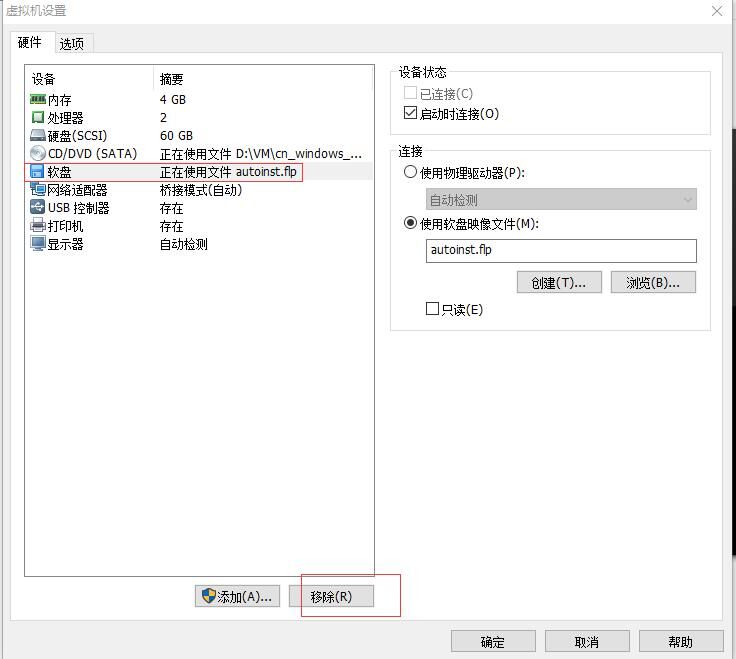 虚拟机设置
硬件 选项
设备 摘要
内存 4 GB
处理器 2
硬盘(SCSI) 60 GB
CD/DVD (SATA) 正在使用文件 D:\VM\cn_windows_...
软盘 正在使用文件 autoinst.flp
网络适配器 桥接模式(自动)
USB 控制器 存在
打印机 存在
显示器 自动检测
添加(A)... 移除(R)
设备状态
已连接(C)
启动时连接(O)
连接
使用物理驱动器(P):
自动检测
使用软盘映像文件(M):
autoinst.flp
创建(T)... 浏览(B)...
只读(E)
确定 取消 帮助